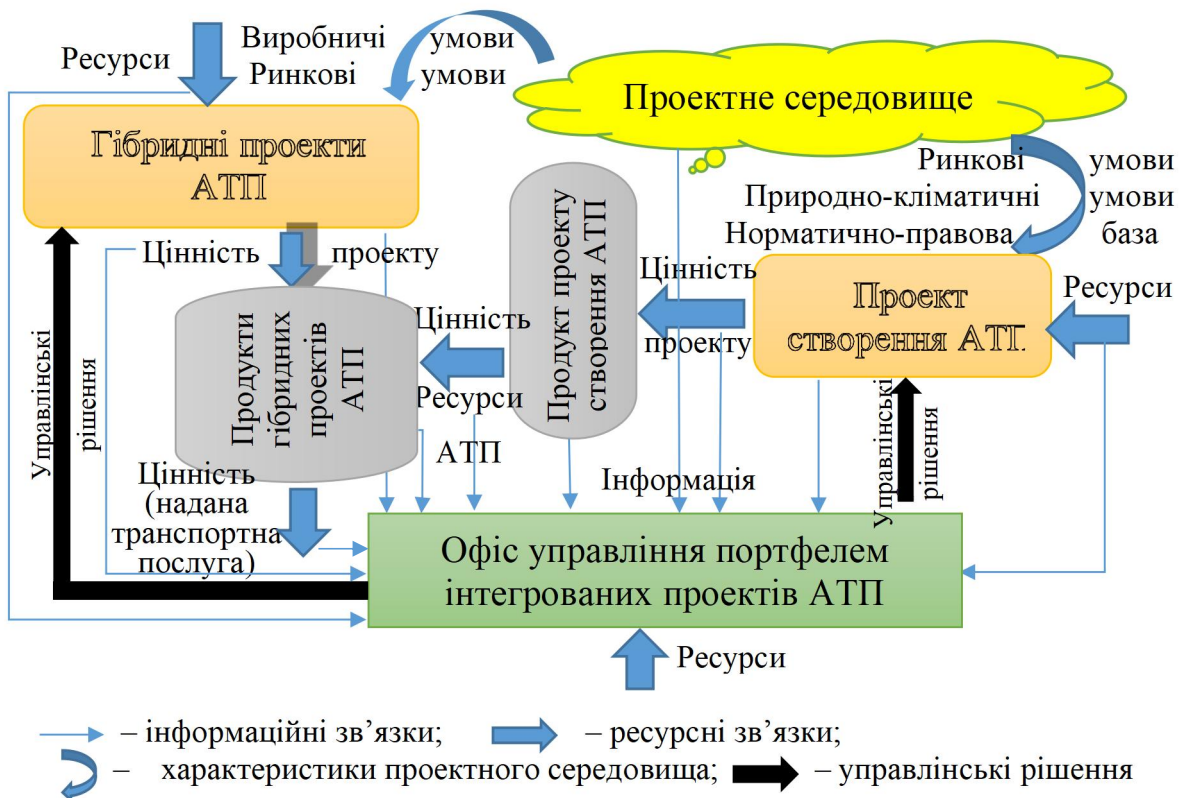 Ресурси
Виробничі умови
Ринкові умови
Проектне середовище
Гібридні проекти
АТП
Ринкові умови
Природно-кліматичні умови
Норматично-правова база
Цінність проекту
Продукт проекту
створення АТП
Цінність
проекту
Проект
створення АТП
Ресурси
Продукти
гібридних
проектів
АТП
Цінність
Ресурси
АТП
Управлінські
рішення
Управлінські
рішення
Цінність
(надана
транспортна
послуга)
Інформація
Офіс управління портфелем
інтегрованих проектів АТП
Ресурси
– інформаційні зв’язки; – ресурсні зв’язки;
– характеристики проектного середовища; – управлінські рішення